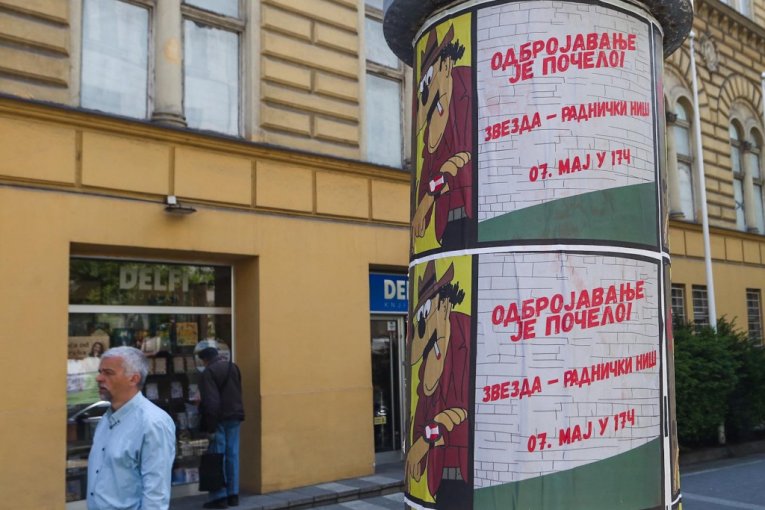 DELFI
DEL
ОДБРОЈАВАЊЕ
ЈЕ ПОЧЕЛО!
ЗВЕЗДА – РАДНИЧКИ НИШ
07. МАЈ У 17Ч
ОДБРОЈАВАЊЕ
ЈЕ ПОЧЕЛО!
ЗВЕЗДА – РАДНИЧКИ НИШ
07. МАЈ У 17Ч